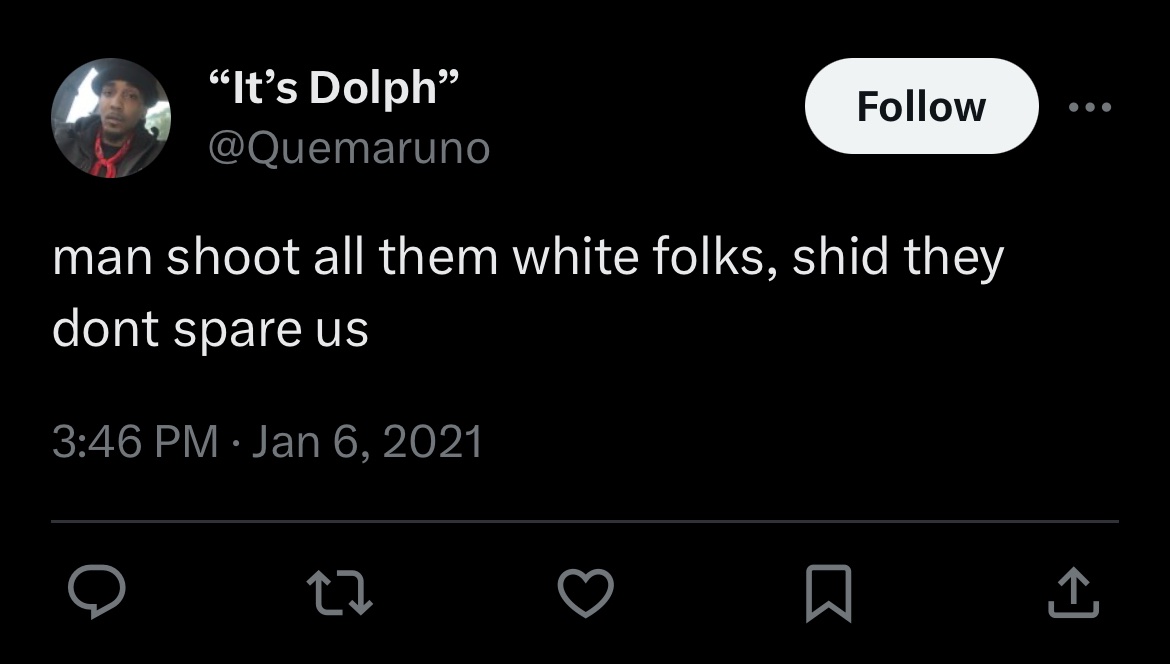 “It’s Dolph”
@Quemaruno
Follow
man shoot all them white folks, shid they
dont spare us
3:46 PM · Jan 6, 2021